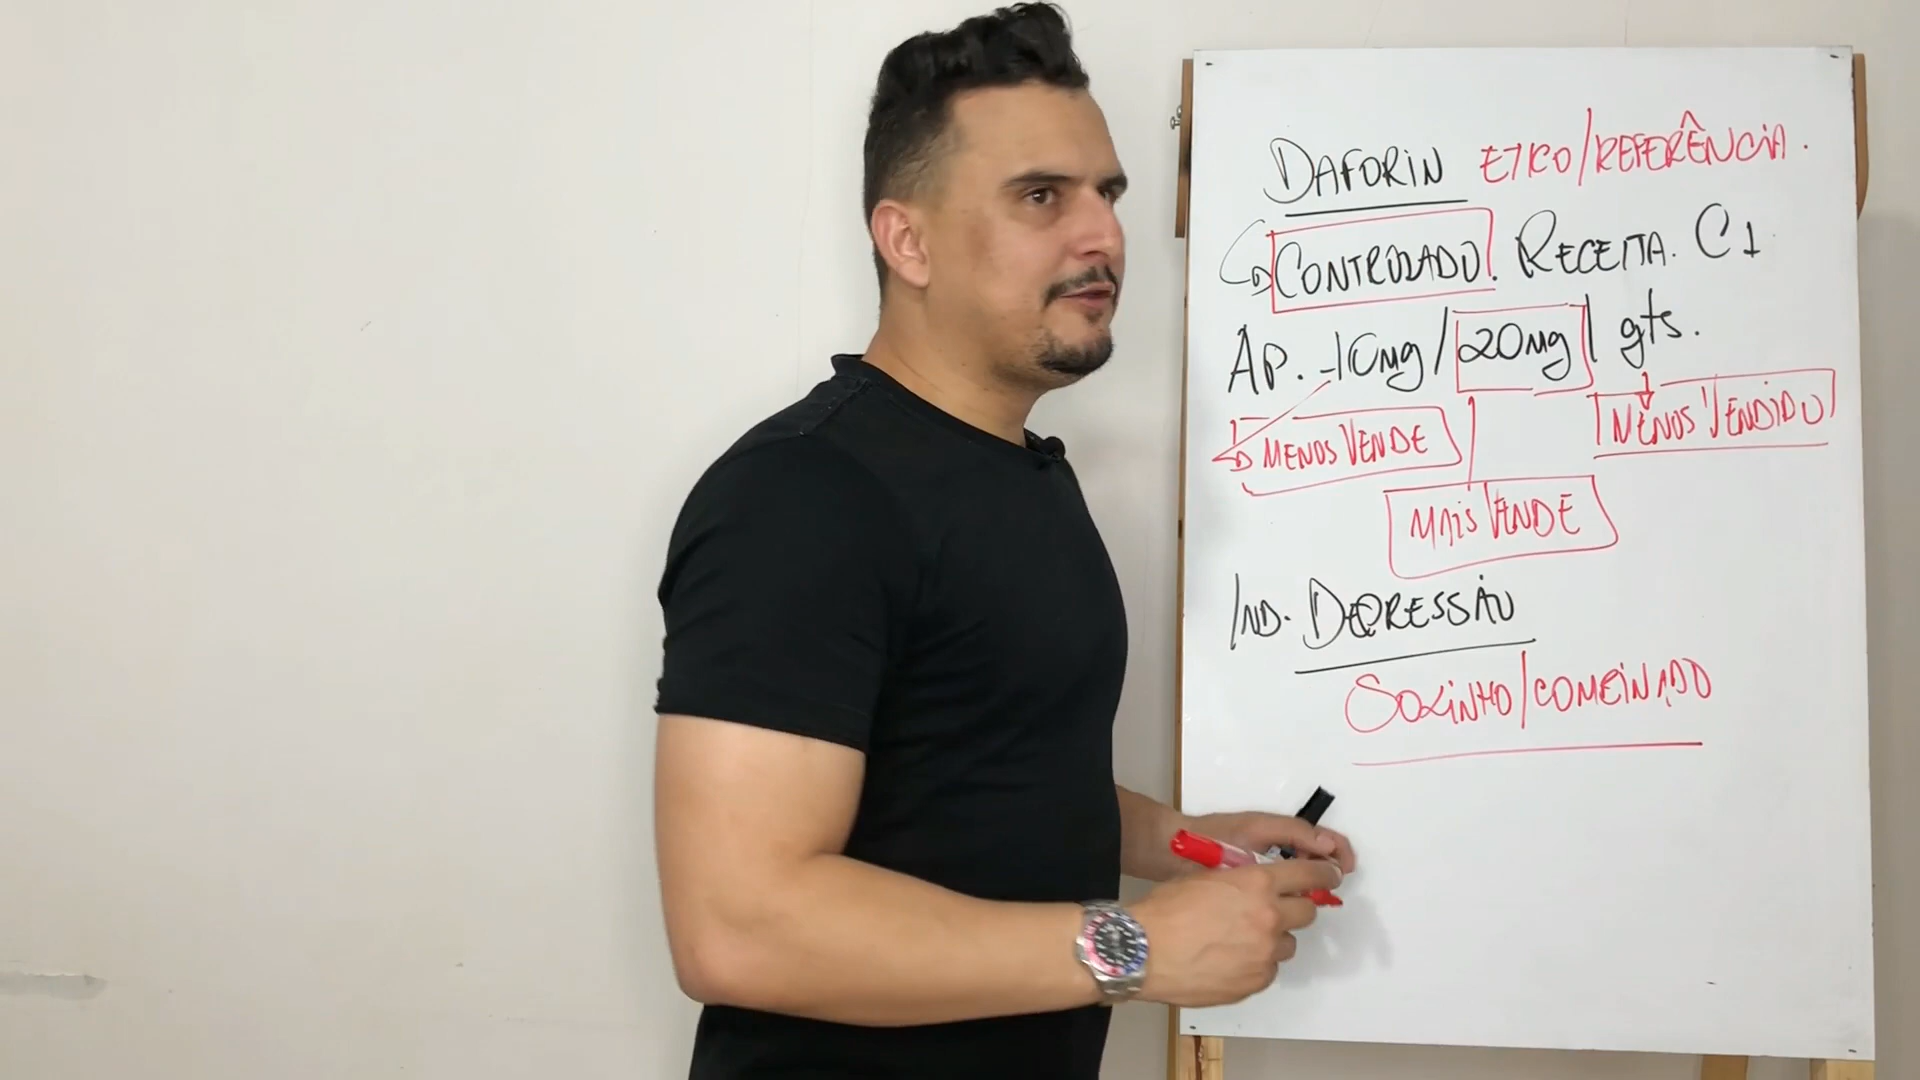 DAFORIN ETICO/REFERÊNCIA.
CONTROLADO. RECEITA. C1
AP. 10mg/20mg/ gts.
MENOS VENDE
MENOS VENDIDO
MAIS VENDE
IND. DEPRESSÃO
SOZINHO/COMBINADO